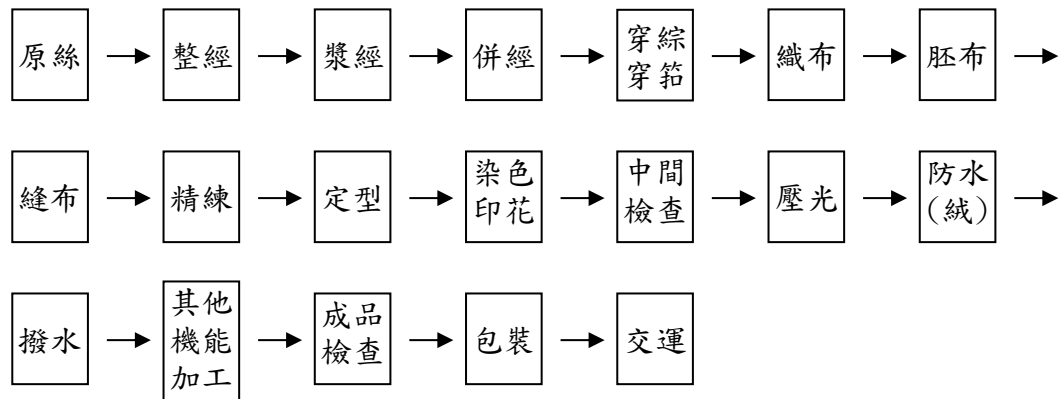 原絲 → 整經 → 漿經 → 併經 → 穿綜穿筘 → 織布 → 胚布 →
縫布 → 精練 → 定型 → 染色印花 → 中間檢查 → 壓光 → 防水(絨) →
撥水 → 其他機能加工 → 成品檢查 → 包裝 → 交運